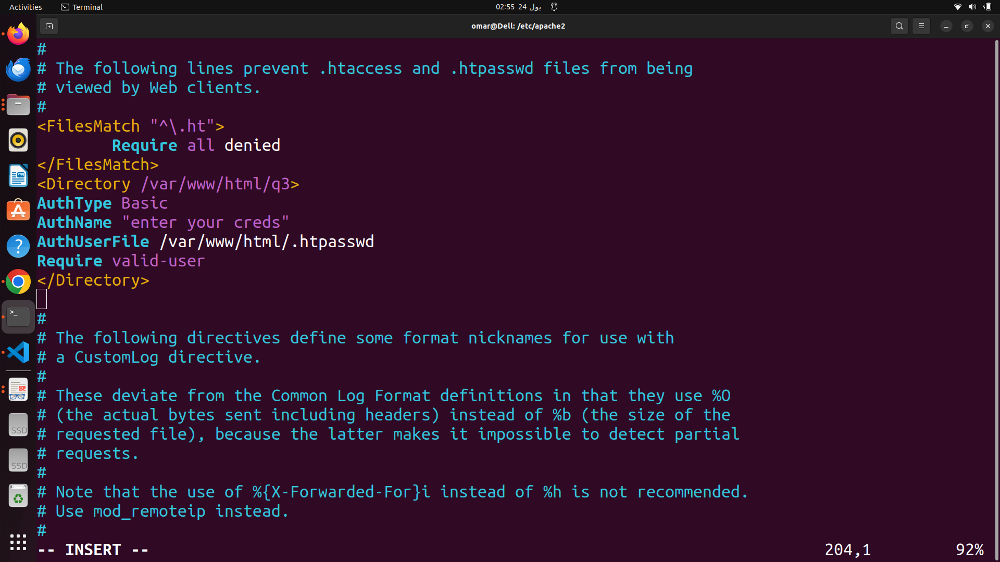 Activities
Terminal
02:55 24 يول
omar@Dell: /etc/apache2
#
# The following lines prevent .htaccess and .htpasswd files from being
# viewed by Web clients.
#
<FilesMatch "^\.ht">
        Require all denied
</FilesMatch>
<Directory /var/www/html/q3>
AuthType Basic
AuthName "enter your creds"
AuthUserFile /var/www/html/.htpasswd
Require valid-user
</Directory>
#
# The following directives define some format nicknames for use with
# a CustomLog directive.
#
# These deviate from the Common Log Format definitions in that they use %O
# (the actual bytes sent including headers) instead of %b (the size of the
# requested file), because the latter makes it impossible to detect partial
# requests.
#
# Note that the use of %{X-Forwarded-For}i instead of %h is not recommended.
# Use mod_remoteip instead.
#
-- INSERT --
204,1
92%
SSD
SSD